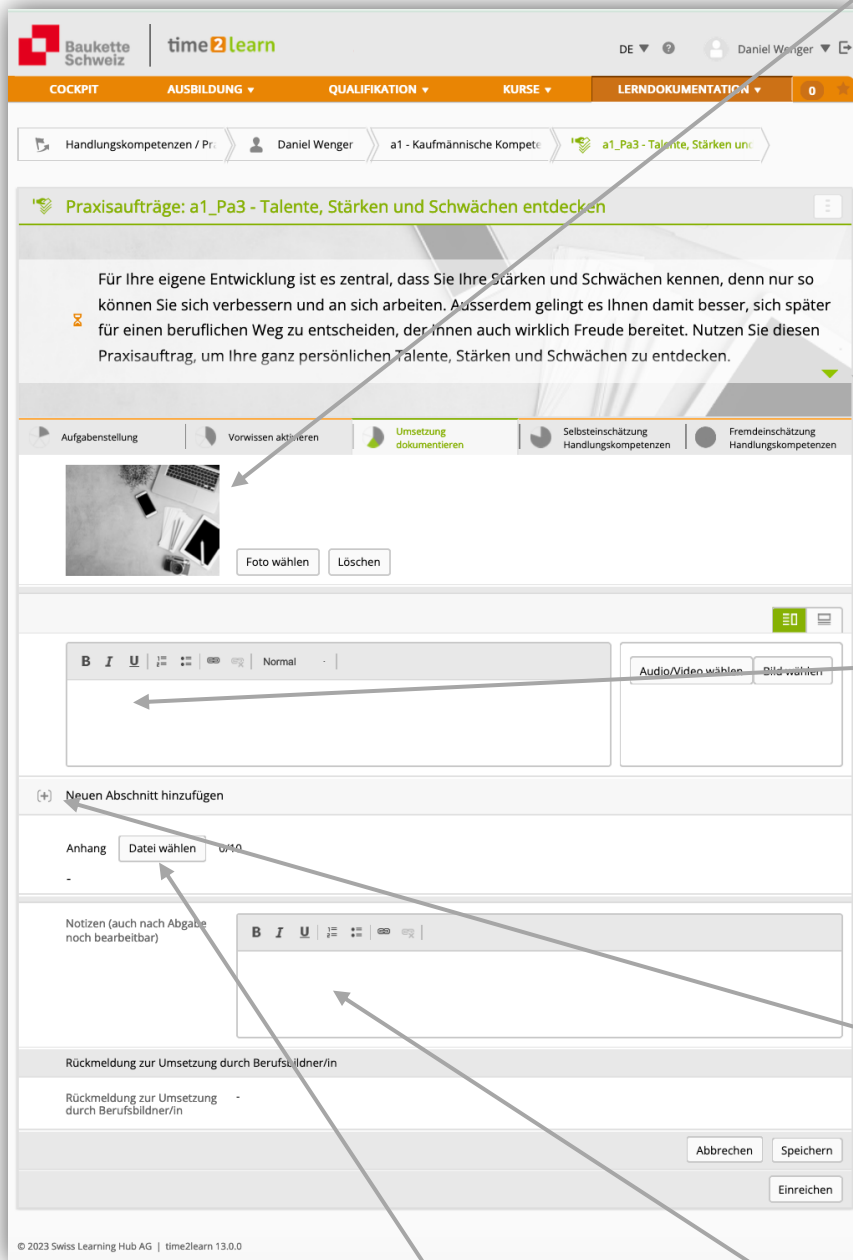 Baukette
Schweiz
time2learn
DE
Daniel Wenger
COCKPIT AUSBILDUNG QUALIFIKATION KURSE LERNDOKUMENTATION 0
Handlungskompetenzen / Pra Daniel Wenger a1 - Kaufmännische Kompete a1_Pa3 - Talente, Stärken und
Praxisaufträge: a1_Pa3 - Talente, Stärken und Schwächen entdecken
Für Ihre eigene Entwicklung ist es zentral, dass Sie Ihre Stärken und Schwächen kennen, denn nur so
können Sie sich verbessern und an sich arbeiten. Ausserdem gelingt es Ihnen damit besser, sich später
für einen beruflichen Weg zu entscheiden, der Ihnen auch wirklich Freude bereitet. Nutzen Sie diesen
Praxisauftrag, um Ihre ganz persönlichen Talente, Stärken und Schwächen zu entdecken.
Aufgabenstellung
Vorwissen aktivieren
Umsetzung
dokumentieren
Selbsteinschätzung
Handlungskompetenzen
Fremdeinschätzung
Handlungskompetenzen
Foto wählen Löschen
B I U Normal
Audio/Video wählen Bild wählen
Neuen Abschnitt hinzufügen
Anhang Datei wählen 0/10
-
Notizen (auch nach Abgabe
noch bearbeitbar)
B I U
Rückmeldung zur Umsetzung durch Berufsbildner/in
Rückmeldung zur Umsetzung -
durch Berufsbildner/in
Abbrechen Speichern
Einreichen
© 2023 Swiss Learning Hub AG | time2learn 13.0.0